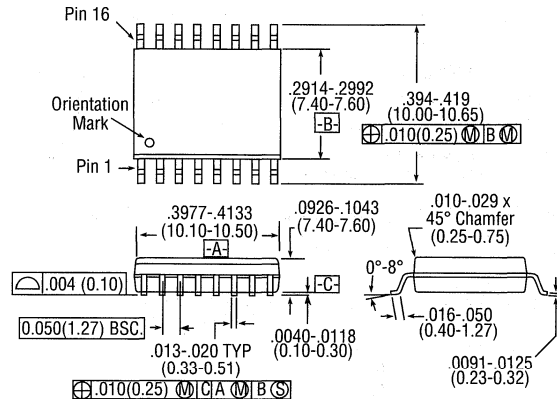 Pin 16
Orientation
Mark
Pin 1
.2914-.2992
(7.40-7.60)
-B-
.394-.419
(10.00-10.65)
⊕ .010(0.25) Ⓜ B Ⓜ
.3977-.4133
(10.10-10.50)
-A-
.0926-.1043
(7.40-7.60)
.010-.029 x
45° Chamfer
(0.25-0.75)
⌓ .004 (0.10)
-C-
0°-8°
0.050(1.27) BSC.
.013-.020 TYP
(0.33-0.51)
.0040-.0118
(0.10-0.30)
.016-.050
(0.40-1.27)
.0091-.0125
(0.23-0.32)
⊕ .010(0.25) Ⓜ C A Ⓜ B Ⓢ